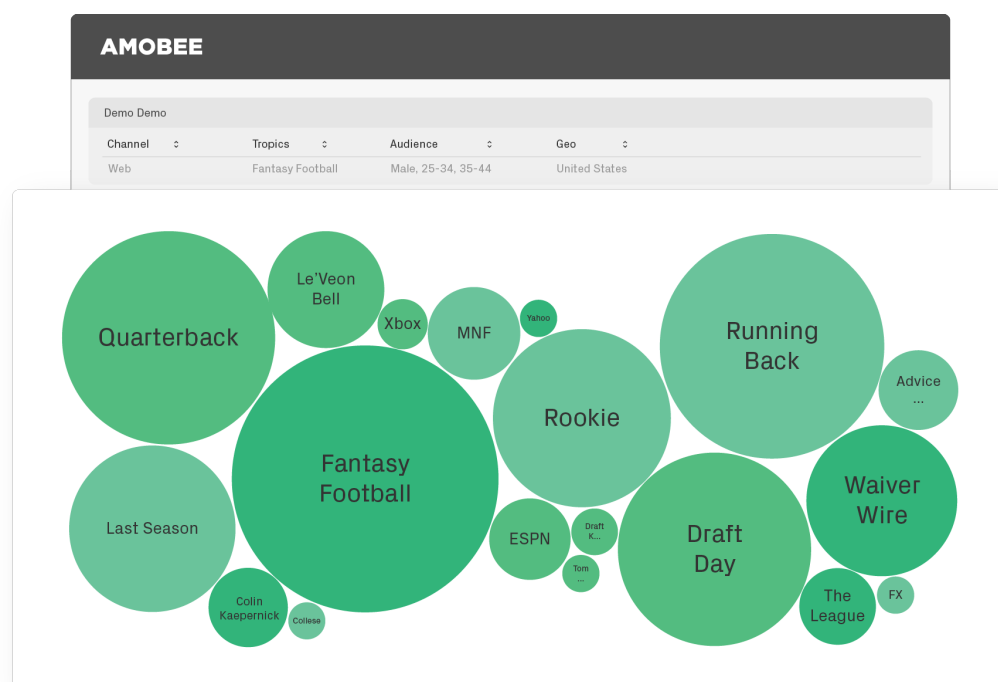 AMOBEE
Demo Demo
Channel Tropics Audience Geo
Web Fantasy Football Male, 25-34, 35-44 United States
Quarterback
Le'Veon
Bell
Xbox
MNF
Yahoo
Running
Back
Advice
...
Rookie
Fantasy
Football
Last Season
Waiver
Wire
ESPN
Draft
K...
Tom
...
Draft
Day
Colin
Kaepernick
Collese
The
League
FX